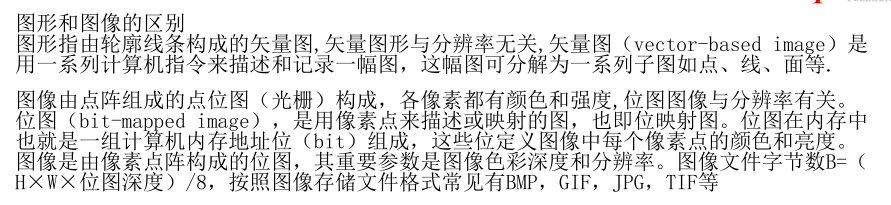 图形和图像的区别
图形指由轮廓线条构成的矢量图,矢量图形与分辨率无关,矢量图（vector-based image）是
用一系列计算机指令来描述和记录一幅图，这幅图可分解为一系列子图如点、线、面等.
图像由点阵组成的点位图（光栅）构成，各像素都有颜色和强度,位图图像与分辨率有关。
位图（bit-mapped image），是用像素点来描述或映射的图，也即位映射图。位图在内存中
也就是一组计算机内存地址位（bit）组成，这些位定义图像中每个像素点的颜色和亮度。
图像是由像素点阵构成的位图，其重要参数是图像色彩深度和分辨率。图像文件字节数B=（
H×W×位图深度）/8，按照图像存储文件格式常见有BMP，GIF，JPG，TIF等